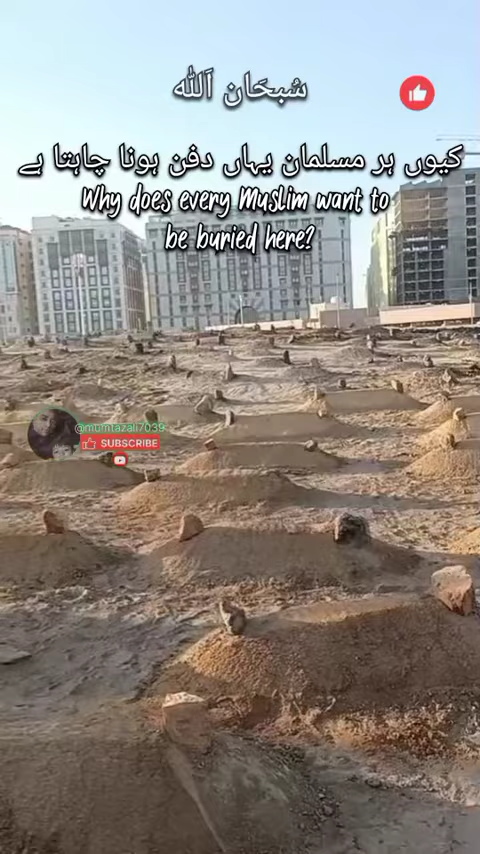 سُبحَان اَللّٰه
کیوں ہر مسلمان یہاں دفن ہونا چاہتا ہے
Why does every Muslim want to
be buried here?
@mumtazali7039
SUBSCRIBE